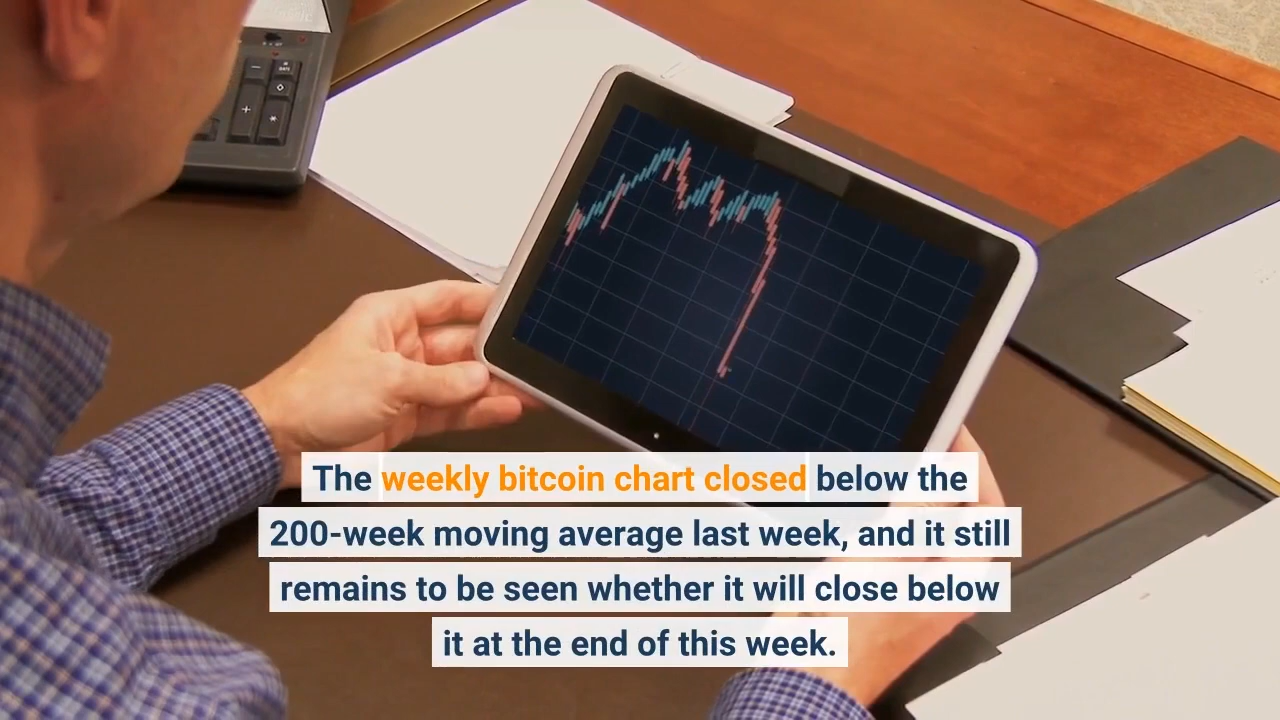 The weekly bitcoin chart closed below the
200-week moving average last week, and it still
remains to be seen whether it will close below
it at the end of this week.